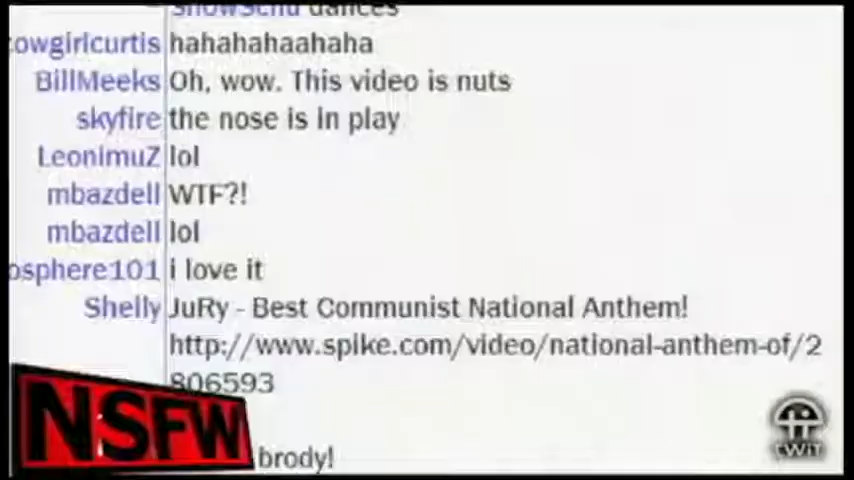 dances
owgirlcurtis hahahahaahaha
BillMeeks Oh, wow. This video is nuts
skyfire the nose is in play
LeonimuZ lol
mbazdell WTF?!
mbazdell lol
osphere101 i love it
Shelly JuRy - Best Communist National Anthem!
http://www.spike.com/video/national-anthem-of/2
806593
NSFW
brody!
TWiT